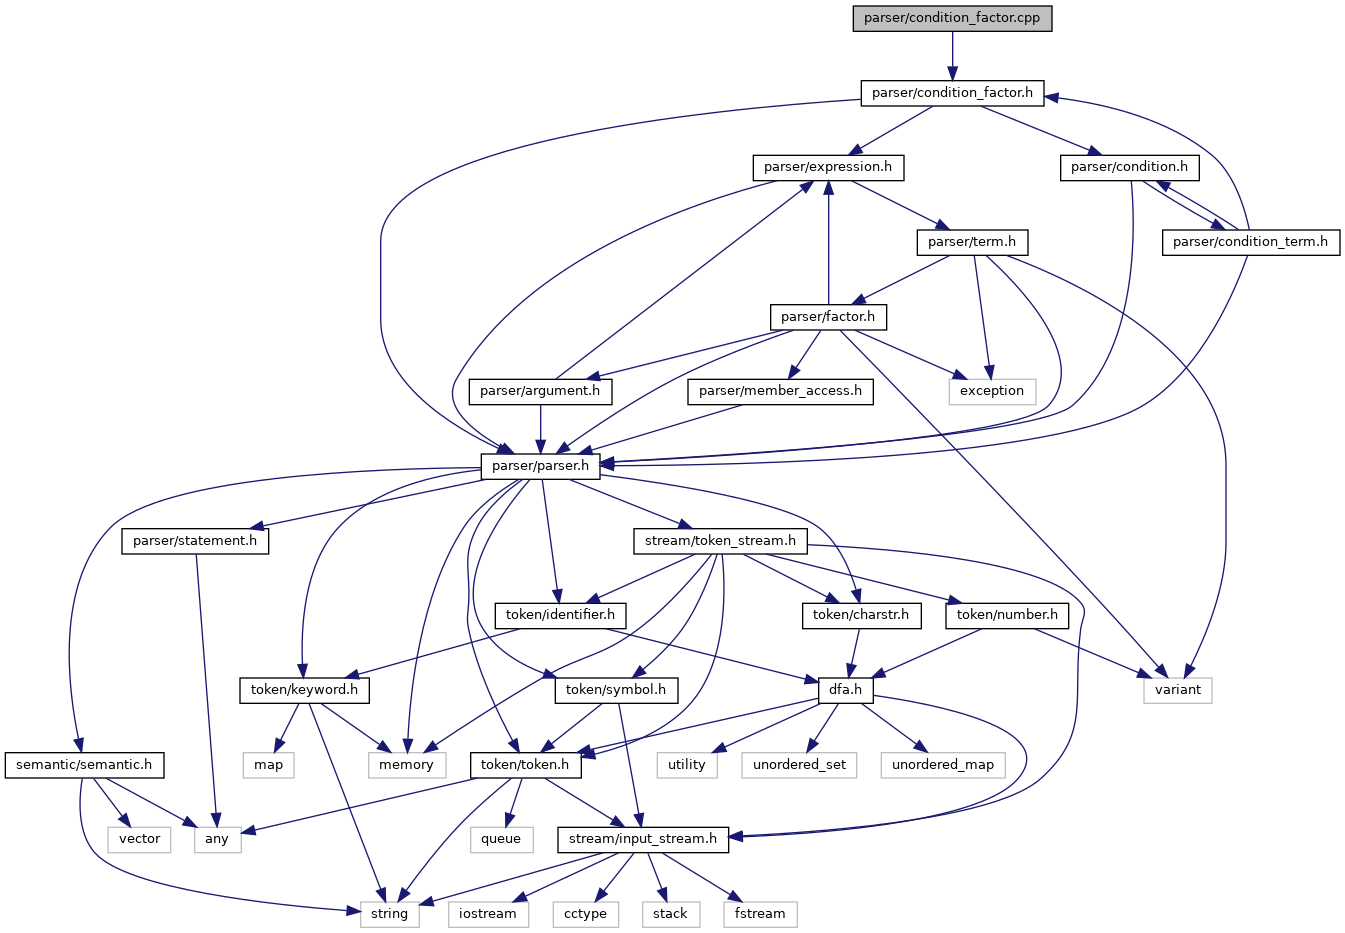 parser/condition_factor.cpp
parser/condition_factor.h
parser/expression.h
parser/condition.h
parser/term.h
parser/condition_term.h
parser/factor.h
parser/argument.h
parser/member_access.h
exception
parser/parser.h
parser/statement.h
stream/token_stream.h
token/identifier.h
token/charstr.h
token/number.h
token/keyword.h
token/symbol.h
dfa.h
variant
semantic/semantic.h
map
memory
token/token.h
utility
unordered_set
unordered_map
vector
any
queue
stream/input_stream.h
string
iostream
cctype
stack
fstream